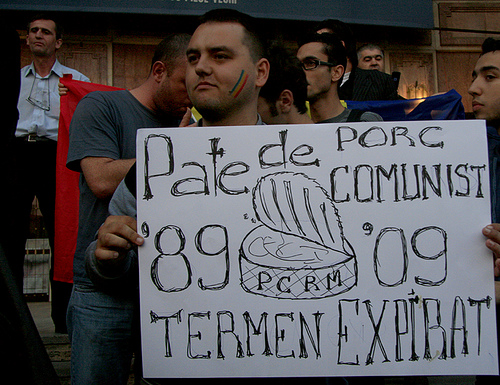 Pate de PORC
COMUNIST
'89 '09
PCRM
TERMEN EXPIRAT